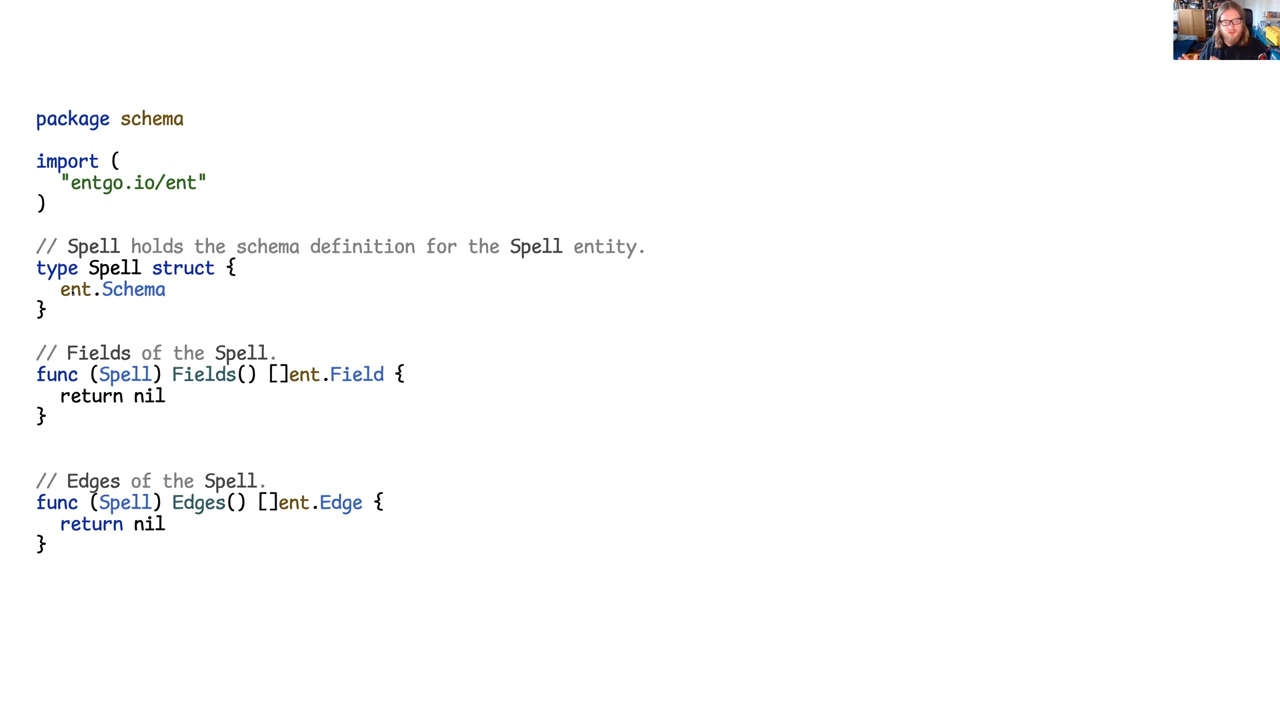 package schema
import (
"entgo.io/ent"
)
// Spell holds the schema definition for the Spell entity.
type Spell struct {
ent.Schema
}
// Fields of the Spell.
func (Spell) Fields() []ent.Field {
return nil
}
// Edges of the Spell.
func (Spell) Edges() []ent.Edge {
return nil
}